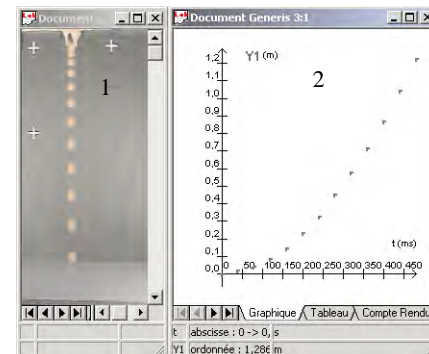 Document
Document Generis 3:1
1
2
Y1 (m)
1,2
1,1
1,0
0,9
0,8
0,6
0,5
0,4
0,3
0,2
0,1
0,0
0 50 100 150 200 250 300 350 400 450
t (ms)
Graphique Tableau Compte Rendu
t abscisse : 0 -> 0, s
Y1 ordonnée : 1,286 m